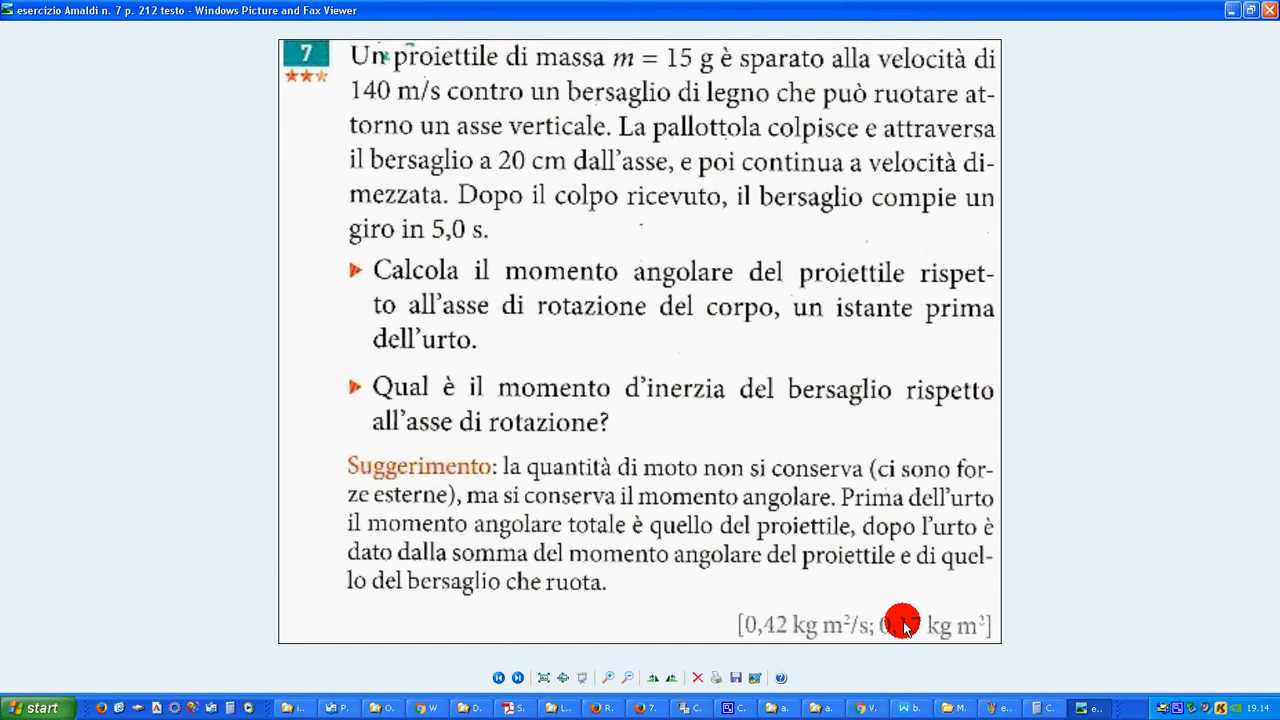 esercizio Amaldi n. 7 p. 212 testo - Windows Picture and Fax Viewer
7
Un proiettile di massa m = 15 g è sparato alla velocità di
140 m/s contro un bersaglio di legno che può ruotare at-
torno un asse verticale. La pallottola colpisce e attraversa
il bersaglio a 20 cm dall'asse, e poi continua a velocità di-
mezzata. Dopo il colpo ricevuto, il bersaglio compie un
giro in 5,0 s.
Calcola il momento angolare del proiettile rispet-
to all'asse di rotazione del corpo, un istante prima
dell'urto.
Qual è il momento d'inerzia del bersaglio rispetto
all'asse di rotazione?
Suggerimento: la quantità di moto non si conserva (ci sono for-
ze esterne), ma si conserva il momento angolare. Prima dell'urto
il momento angolare totale è quello del proiettile, dopo l'urto è
dato dalla somma del momento angolare del proiettile e di quel-
lo del bersaglio che ruota.
[0,42 kg m²/s; 0,17 kg m²]
start i... P... O... W D... S... L... R... 7... C... C... a... a... V... b... M... e... C... e... 19.14